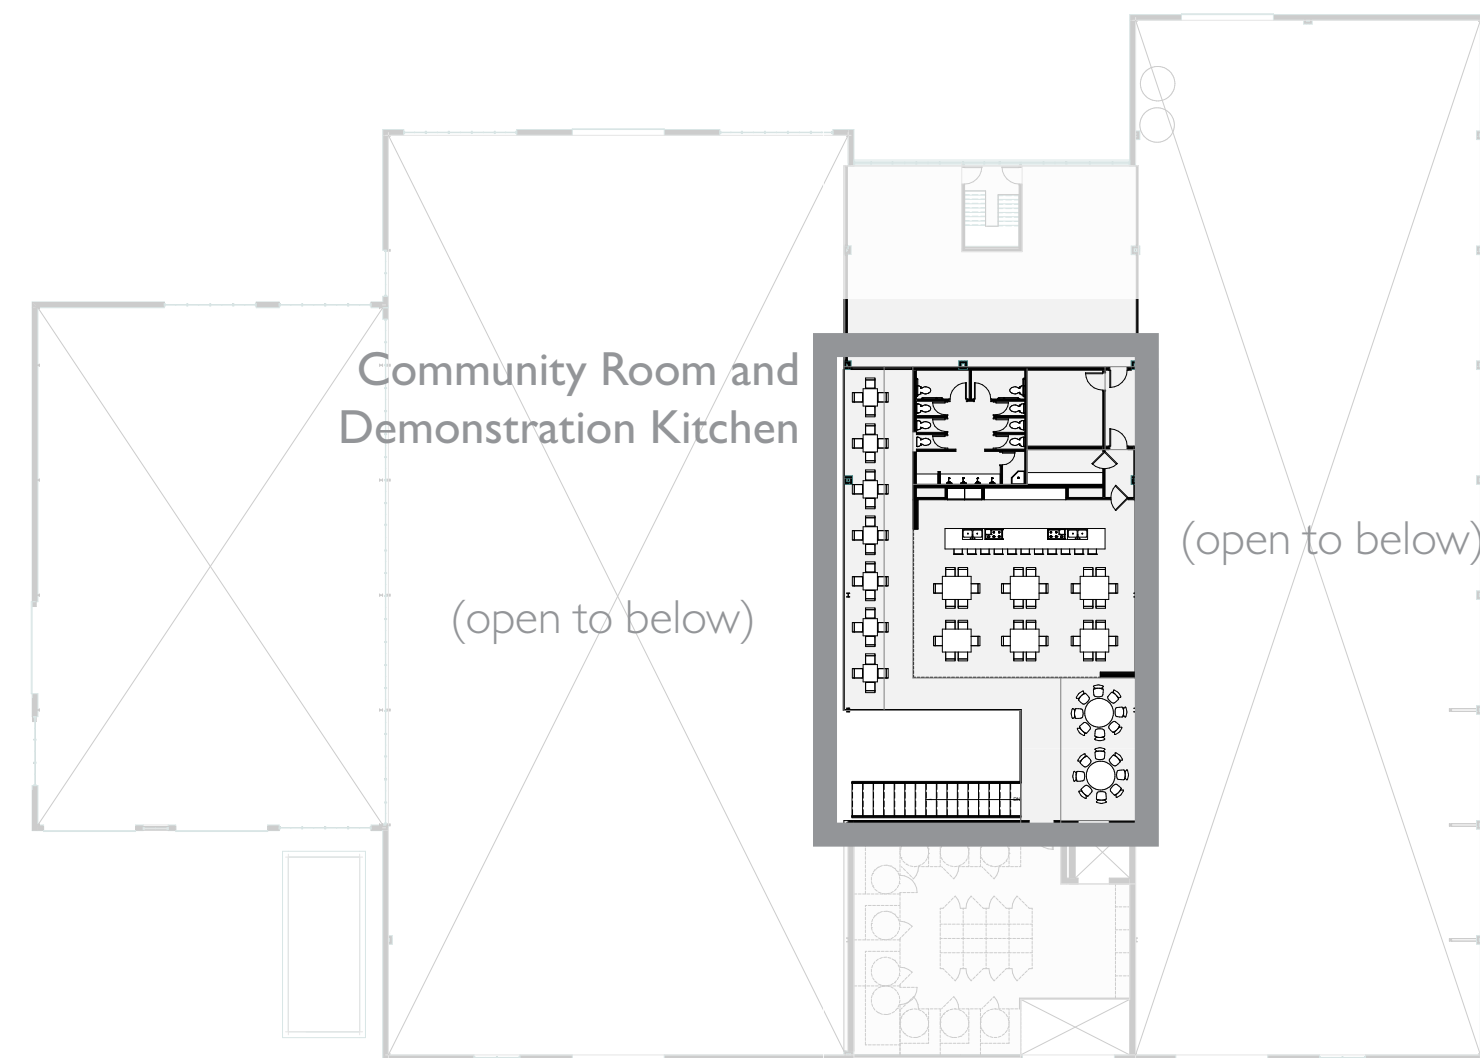 Community Room and
Demonstration Kitchen
(open to below)
(open to below)